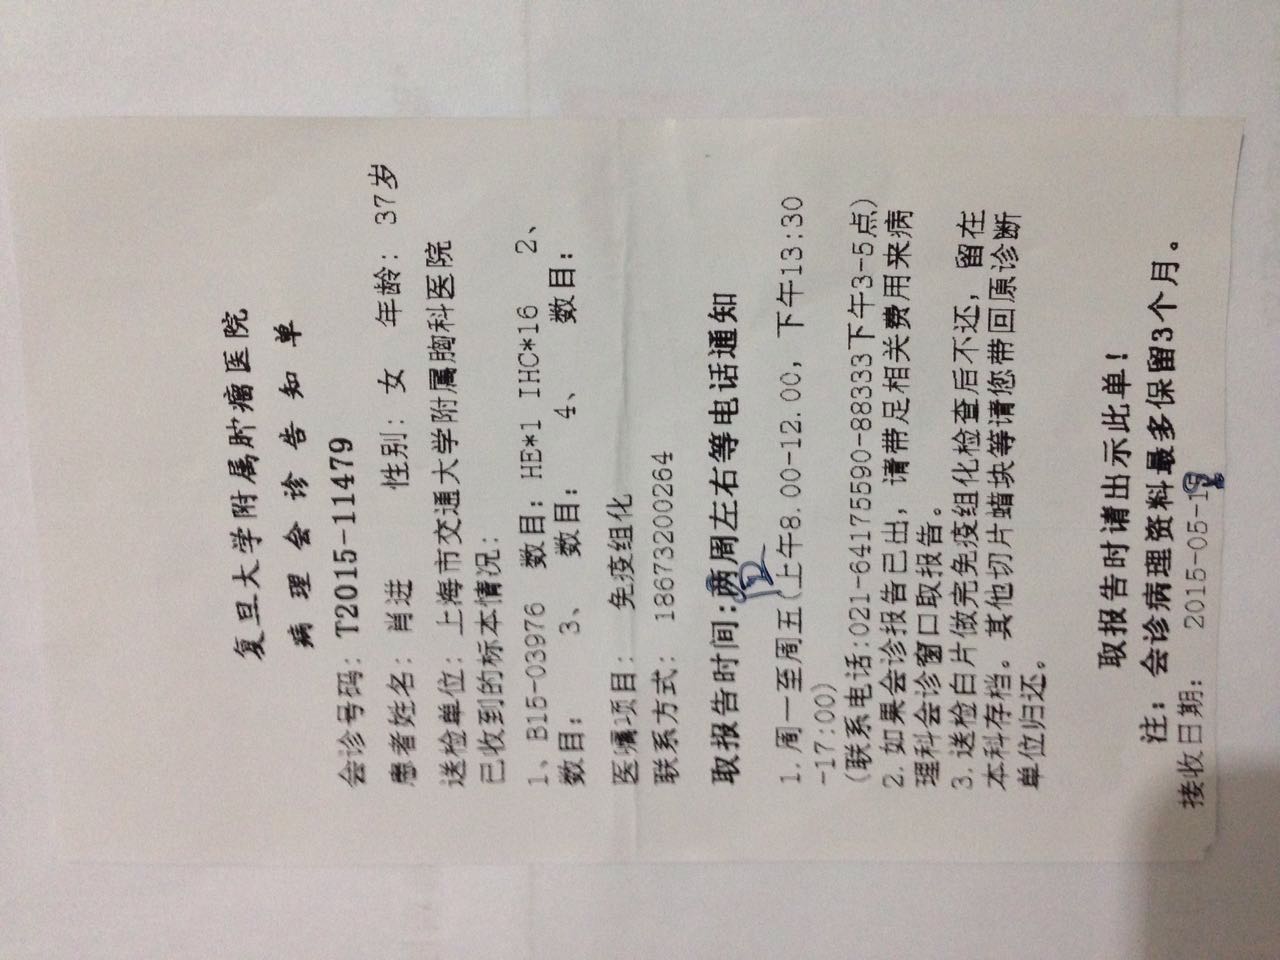 复旦大学附属肿瘤医院
病理会诊告知单
会诊号码：T2015-11479
患者姓名：肖进 性别：女 年龄：37岁
送检单位：上海市交通大学附属胸科医院
已收到的标本情况：
1、B15-03976 数目：HE*1 IHC*16 2、
数目： 3、 数目： 4、 数目：
医嘱项目： 免疫组化
联系方式： 18673200264
取报告时间：两周左右等电话通知
1.周一至周五(上午8.00-12.00，下午13:30
-17:00)
(联系电话:021-64175590-88333下午3-5点)
2.如果会诊报告已出，请带足相关费用来病
理科会诊窗口取报告。
3.送检白片做完免疫组化检查后不还，留在
本科存档。其他切片蜡块等请您带回原诊断
单位归还。
取报告时请出示此单！
注：会诊病理资料最多保留3个月。
接收日期： 2015-05-1